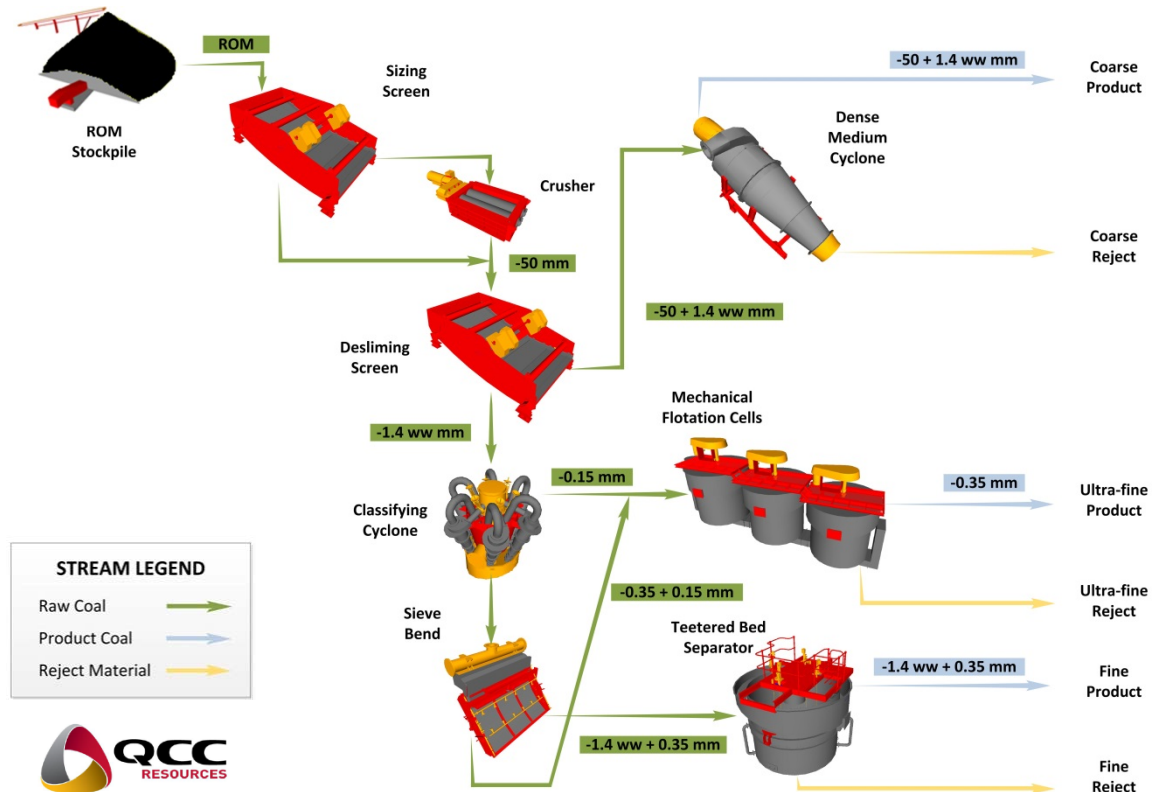 ROM
Sizing
Screen
ROM
Stockpile
Crusher
-50 mm
Desliming
Screen
-50 + 1.4 ww mm
-50 + 1.4 ww mm
Dense
Medium
Cyclone
Coarse
Product
Coarse
Reject
-1.4 ww mm
Classifying
Cyclone
-0.15 mm
Mechanical
Flotation Cells
-0.35 mm
Ultra-fine
Product
Ultra-fine
Reject
Sieve
Bend
-0.35 + 0.15 mm
-1.4 ww + 0.35 mm
Teetered Bed
Separator
-1.4 ww + 0.35 mm
Fine
Product
Fine
Reject
STREAM LEGEND
Raw Coal
Product Coal
Reject Material
QCC
RESOURCES